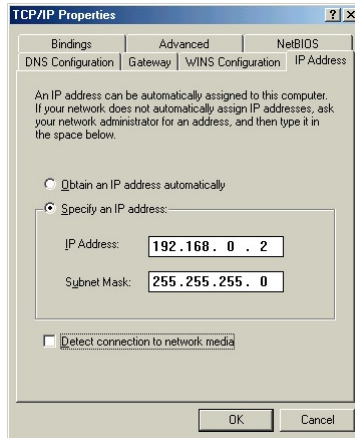 TCP/IP Properties
Bindings Advanced NetBIOS
DNS Configuration Gateway WINS Configuration IP Address
An IP address can be automatically assigned to this computer.
If your network does not automatically assign IP addresses, ask
your network administrator for an address, and then type it in
the space below.
Obtain an IP address automatically
Specify an IP address:
IP Address: 192.168. 0 . 2
Subnet Mask: 255.255.255. 0
Detect connection to network media
OK Cancel